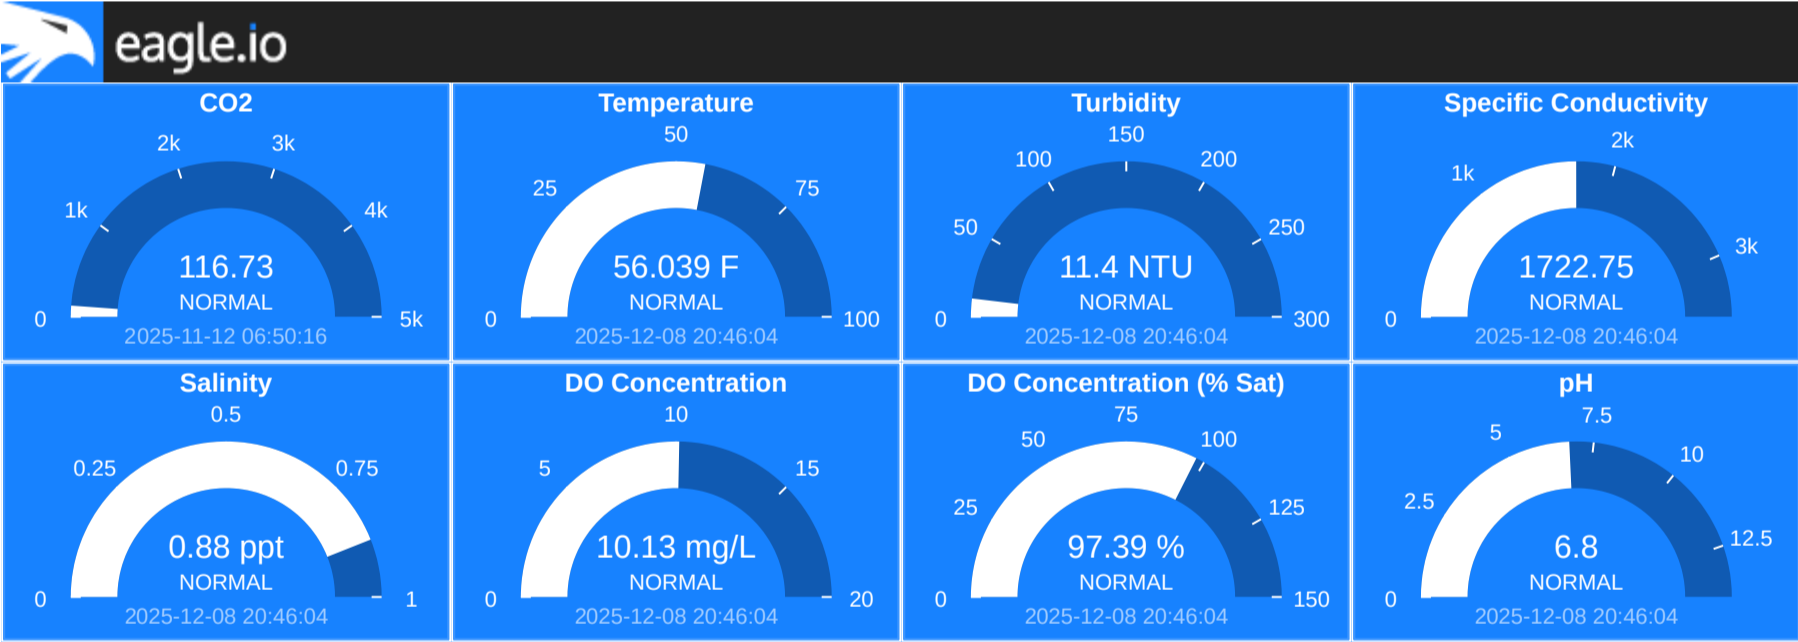 eagle.io
CO2
2k 3k
1k 4k
116.73
NORMAL
0 5k
2025-11-12 06:50:16
Temperature
50
25 75
56.039 F
NORMAL
0 100
2025-12-08 20:46:04
Turbidity
150
100 200
50 250
11.4 NTU
NORMAL
0 300
2025-12-08 20:46:04
Specific Conductivity
2k
1k
3k
1722.75
NORMAL
0
2025-12-08 20:46:04
Salinity
0.5
0.25 0.75
0.88 ppt
NORMAL
0 1
2025-12-08 20:46:04
DO Concentration
10
5 15
10.13 mg/L
NORMAL
0 20
2025-12-08 20:46:04
DO Concentration (% Sat)
75
50 100
25 125
97.39 %
NORMAL
0 150
2025-12-08 20:46:04
pH
7.5
5
10
2.5
12.5
6.8
NORMAL
0
2025-12-08 20:46:04